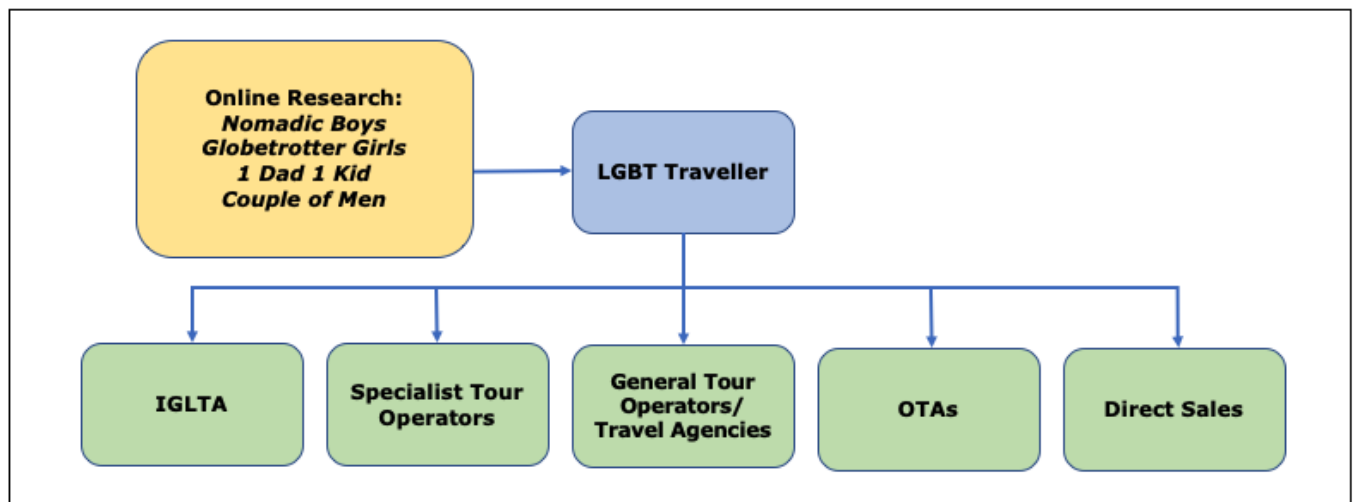 Online Research:
Nomadic Boys
Globetrotter Girls
1 Dad 1 Kid
Couple of Men
LGBT Traveller
IGLTA
Specialist Tour
Operators
General Tour
Operators/
Travel Agencies
OTAs
Direct Sales